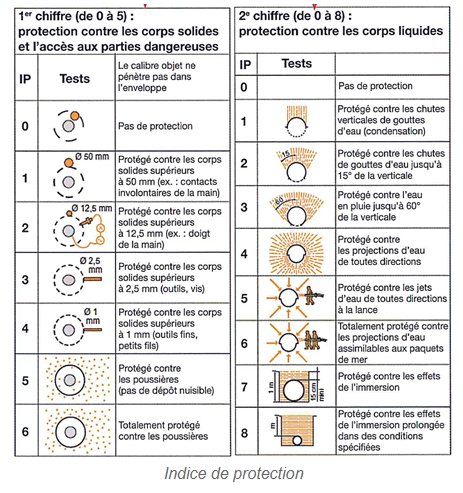 1er chiffre (de 0 à 5) :
protection contre les corps solides
et l'accès aux parties dangereuses
IP
Tests
Le calibre objet ne
pénètre pas dans
l'enveloppe
0
Pas de protection
1
Ø 50 mm
Protégé contre les corps
solides supérieurs
à 50 mm (ex. : contacts
involontaires de la main)
2
Ø 12,5 mm
Protégé contre les corps
solides supérieurs
à 12,5 mm (ex. : doigt
de la main)
3
Ø 2,5
mm
Protégé contre les corps
solides supérieurs
à 2,5 mm (outils, vis)
4
Ø 1
mm
Protégé contre les corps
solides supérieurs
à 1 mm (outils fins,
petits fils)
5
Protégé
contre les
poussières
(pas de dépôt nuisible)
6
Totalement protégé
contre les poussières
2e chiffre (de 0 à 8) :
protection contre les corps liquides
IP
Tests
0
Pas de protection
1
Protégé contre les chutes
verticales de gouttes
d'eau (condensation)
2
15°
Protégé contre les chutes
de gouttes d'eau jusqu'à
15° de la verticale
3
60°
Protégé contre l'eau
en pluie jusqu'à 60°
de la verticale
4
Protégé contre
les projections d'eau
de toutes directions
5
Protégé contre les jets
d'eau de toutes directions
à la lance
6
Totalement protégé contre
les projections d'eau
assimilables aux paquets
de mer
7
1 m
15 cm
mini
Protégé contre les effets
de l'immersion
8
m
Protégé contre les effets
de l'immersion prolongée
dans des conditions
spécifiées
Indice de protection